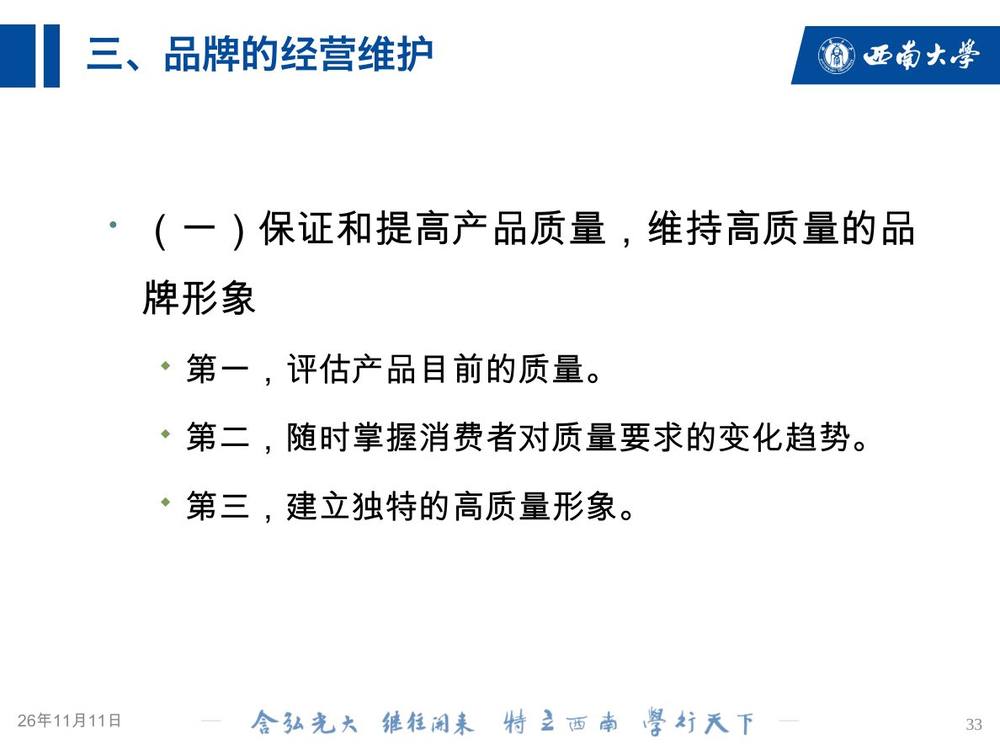 三、品牌的经营维护
西南大学
（一）保证和提高产品质量，维持高质量的品
牌形象
第一，评估产品目前的质量。
第二，随时掌握消费者对质量要求的变化趋势。
第三，建立独特的高质量形象。
26年11月11日
含弘光大 继往开来 特立西南 學行天下
33